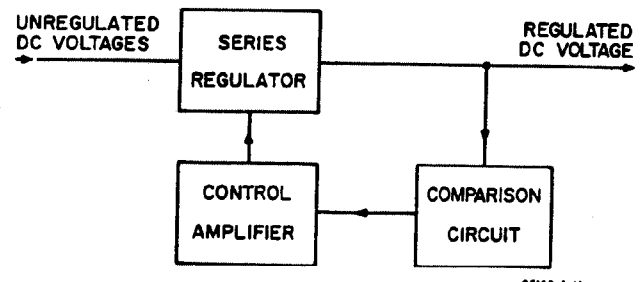 UNREGULATED
DC VOLTAGES
SERIES
REGULATOR
REGULATED
DC VOLTAGE
CONTROL
AMPLIFIER
COMPARISON
CIRCUIT